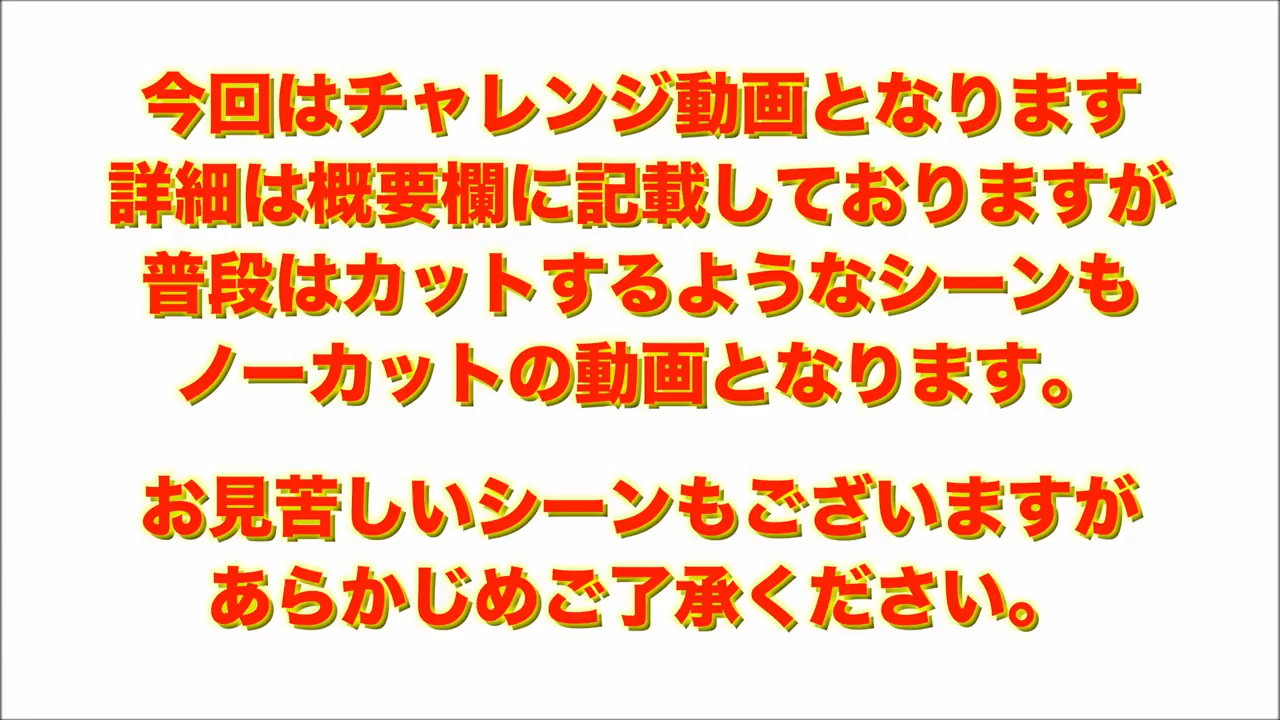 今回はチャレンジ動画となります
詳細は概要欄に記載しておりますが
普段はカットするようなシーンも
ノーカットの動画となります。
お見苦しいシーンもございますが
あらかじめご了承ください。